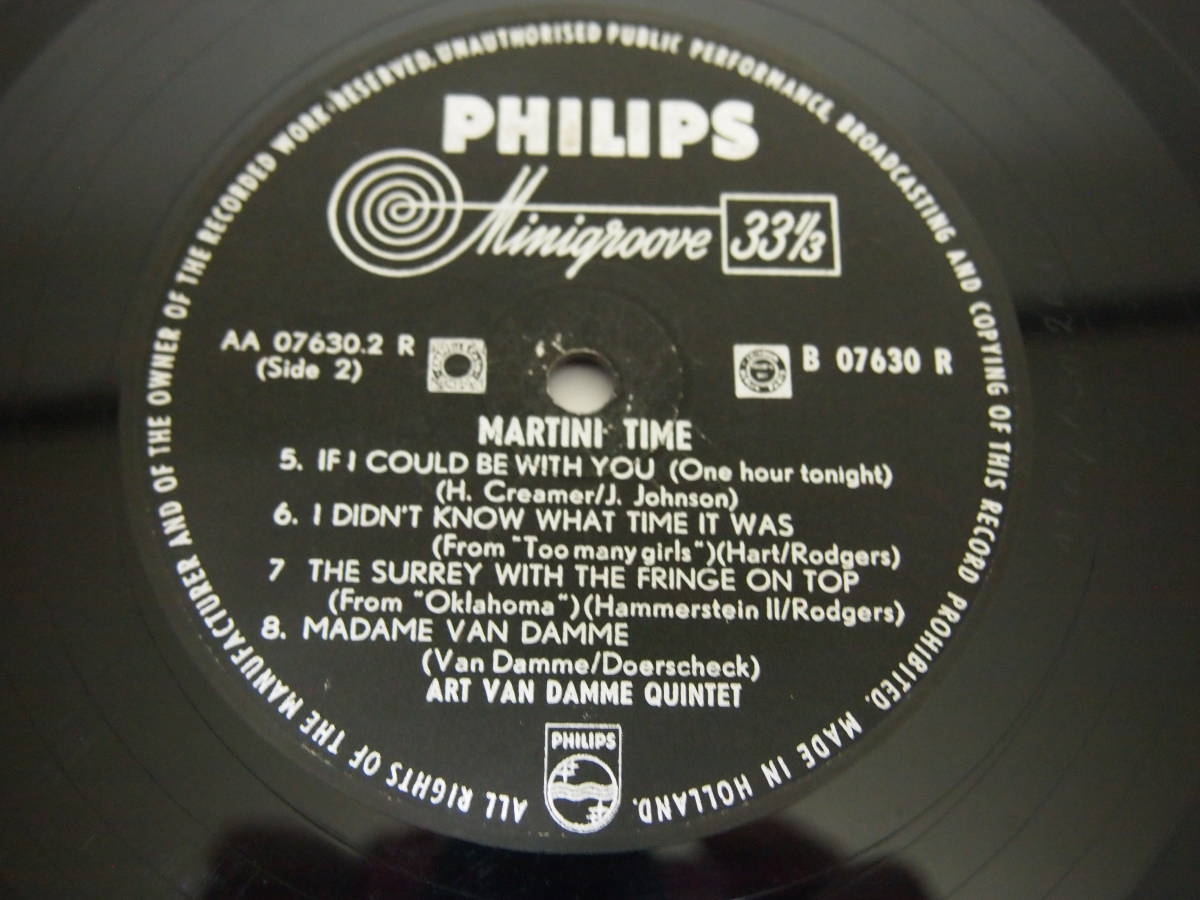 PHILIPS
Minigroove 33⅓
AA 07630.2 R
(Side 2)
B 07630 R
MARTINI TIME
5. IF I COULD BE WITH YOU (One hour tonight)
(H. Creamer/J. Johnson)
6. I DIDN'T KNOW WHAT TIME IT WAS
(From "Too many girls")(Hart/Rodgers)
7 THE SURREY WITH THE FRINGE ON TOP
(From "Oklahoma")(Hammerstein II/Rodgers)
8. MADAME VAN DAMME
(Van Damme/Doerscheck)
ART VAN DAMME QUINTET
PHILIPS
ALL RIGHTS OF THE MANUFACTURER AND OF THE OWNER OF THE RECORDED WORK RESERVED. UNAUTHORISED PUBLIC PERFORMANCE, BROADCASTING AND COPYING OF THIS RECORD PROHIBITED. MADE IN HOLLAND.